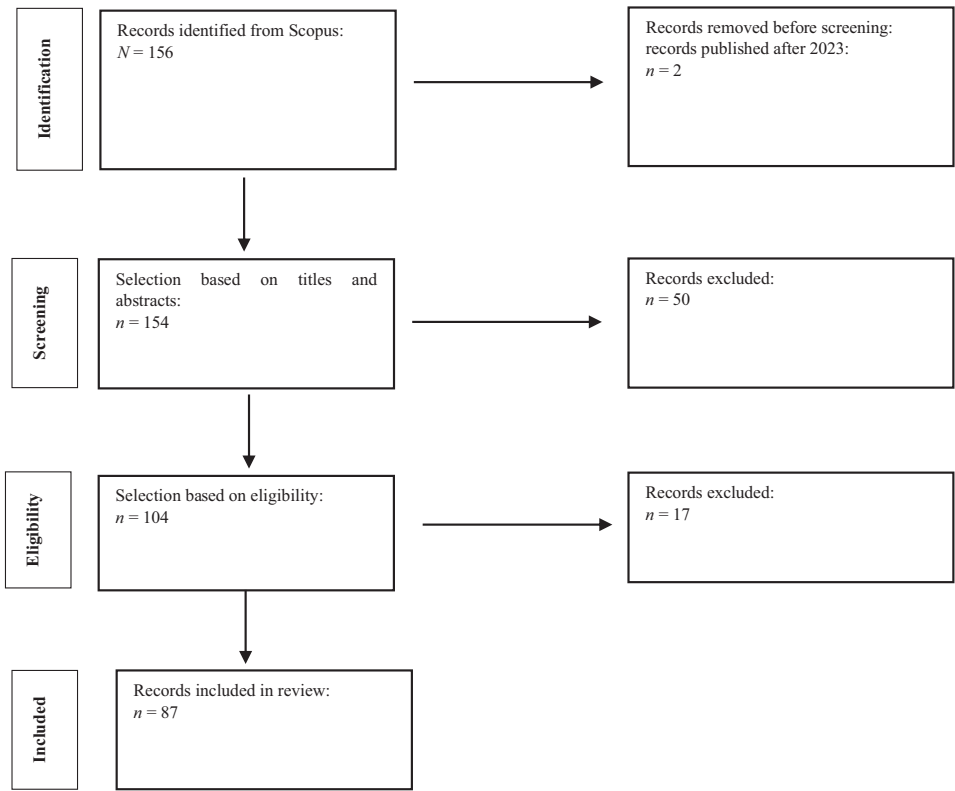 Identification
Records identified from Scopus:
N = 156
Records removed before screening:
records published after 2023:
n = 2
Screening
Selection based on titles and
abstracts:
n = 154
Records excluded:
n = 50
Eligibility
Selection based on eligibility:
n = 104
Records excluded:
n = 17
Included
Records included in review:
n = 87